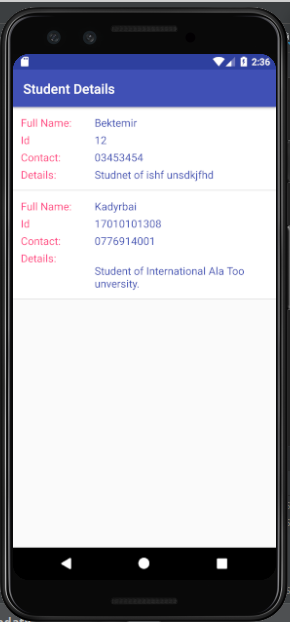 2:36
Student Details
Full Name: Bektemir
Id 12
Contact: 03453454
Details: Studnet of ishf unsdkjfhd
Full Name: Kadyrbai
Id 17010101308
Contact: 0776914001
Details:
Student of International Ala Too
unversity.